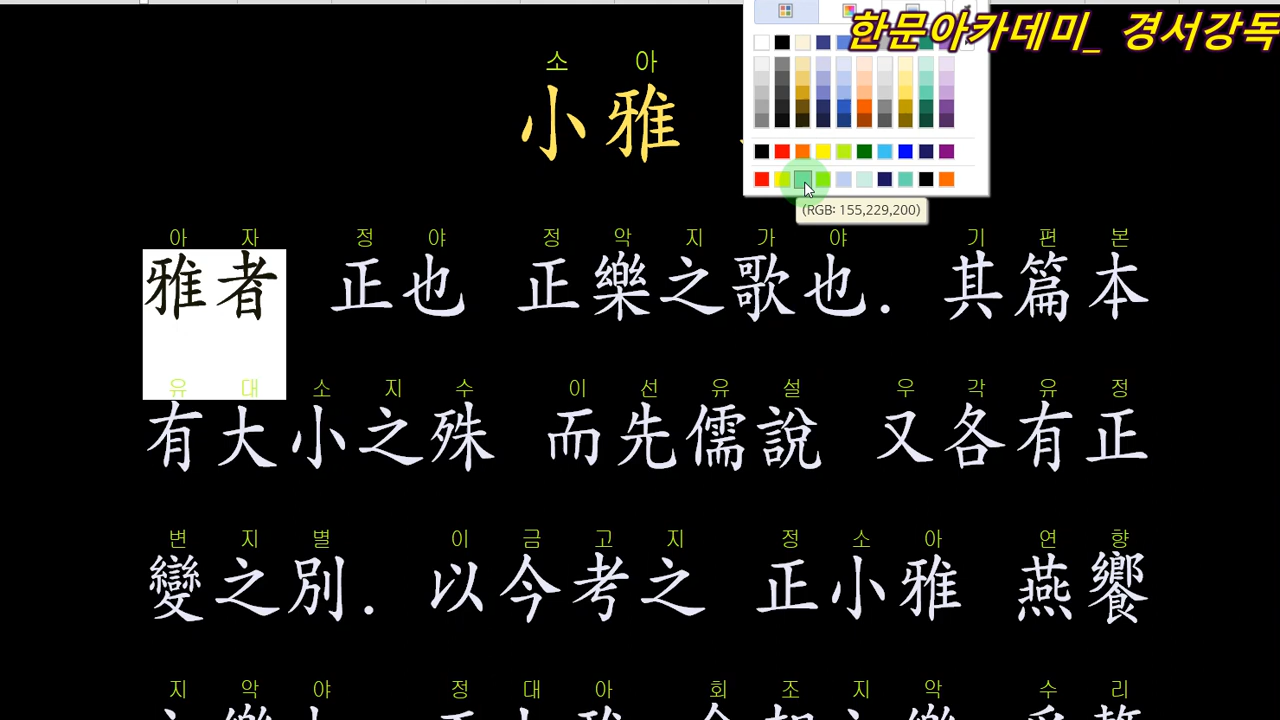 한문아카데미_ 경서강독
소 아
小雅
(RGB: 155,229,200)
아 자 정 야 정 악 지 가 야 기 편 본
雅者 正也 正樂之歌也. 其篇本
유 대 소 지 수 이 선 유 설 우 각 유 정
有大小之殊 而先儒說 又各有正
변 지 별 이 금 고 지 정 소 아 연 향
變之別. 以今考之 正小雅 燕饗
지 악 야 정 대 아 회 조 지 악 수 리